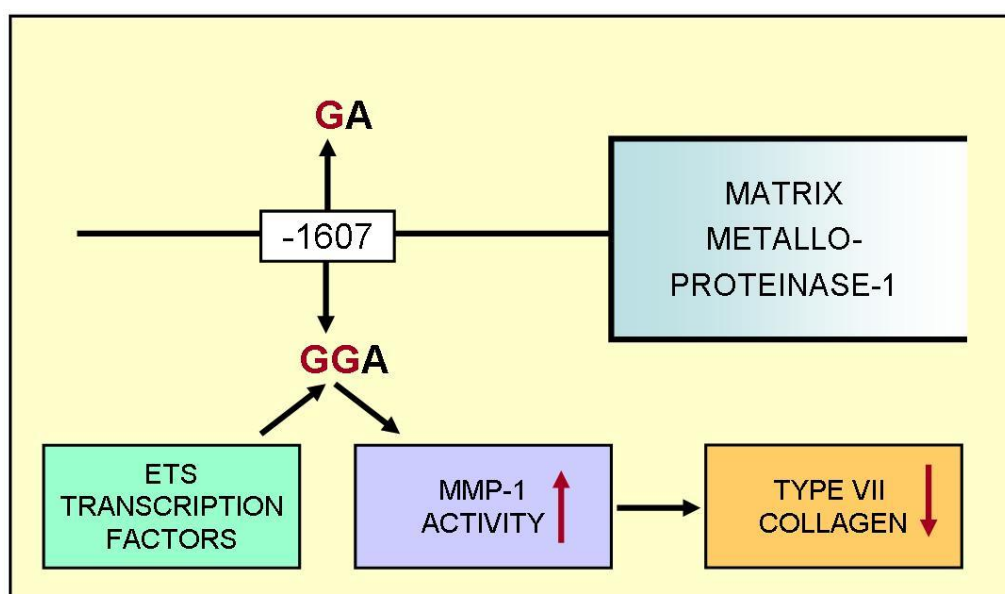 GA
-1607
MATRIX
METALLO-
PROTEINASE-1
GGA
ETS
TRANSCRIPTION
FACTORS
MMP-1
ACTIVITY
TYPE VII
COLLAGEN